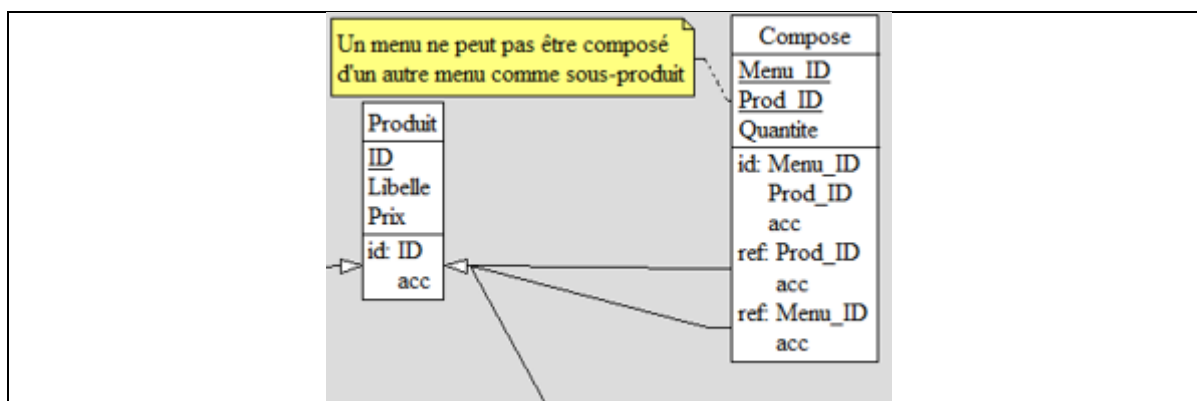 Un menu ne peut pas être composé
d'un autre menu comme sous-produit
Produit
ID
Libelle
Prix
id: ID
acc
Compose
Menu_ID
Prod_ID
Quantite
id: Menu_ID
Prod_ID
acc
ref: Prod_ID
acc
ref: Menu_ID
acc